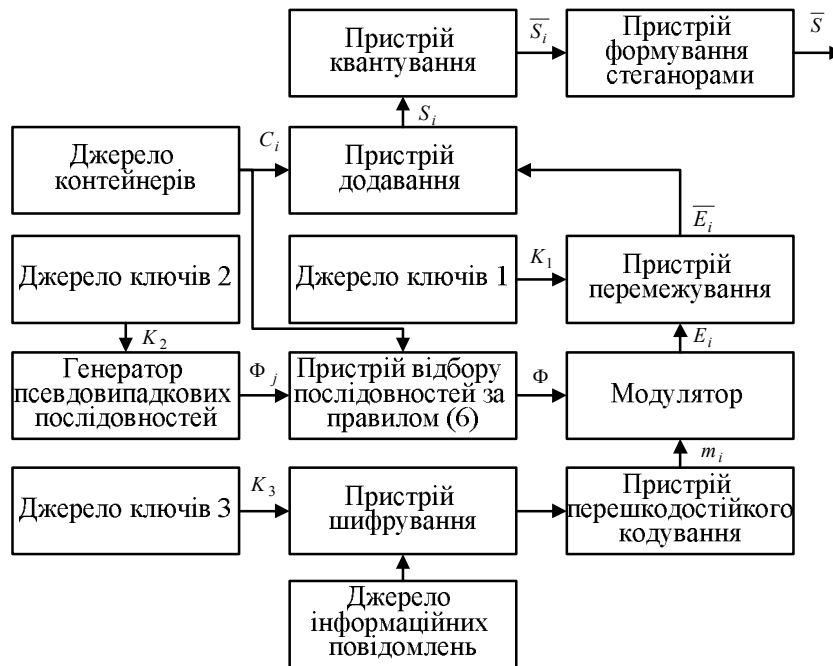 Пристрій
квантування
S̅i̅
Пристрій
формування
стеганорами
S̅
Si
Джерело
контейнерів
Ci
Пристрій
додавання
E̅i̅
Джерело ключів 2
Джерело ключів 1
K1
Пристрій
перемежування
K2
Ei
Генератор
псевдовипадкових
послідовностей
Φj
Пристрій відбору
послідовностей за
правилом (6)
Φ
Модулятор
mi
Джерело ключів 3
K3
Пристрій
шифрування
Пристрій
перешкодостійкого
кодування
Джерело
інформаційних
повідомлень